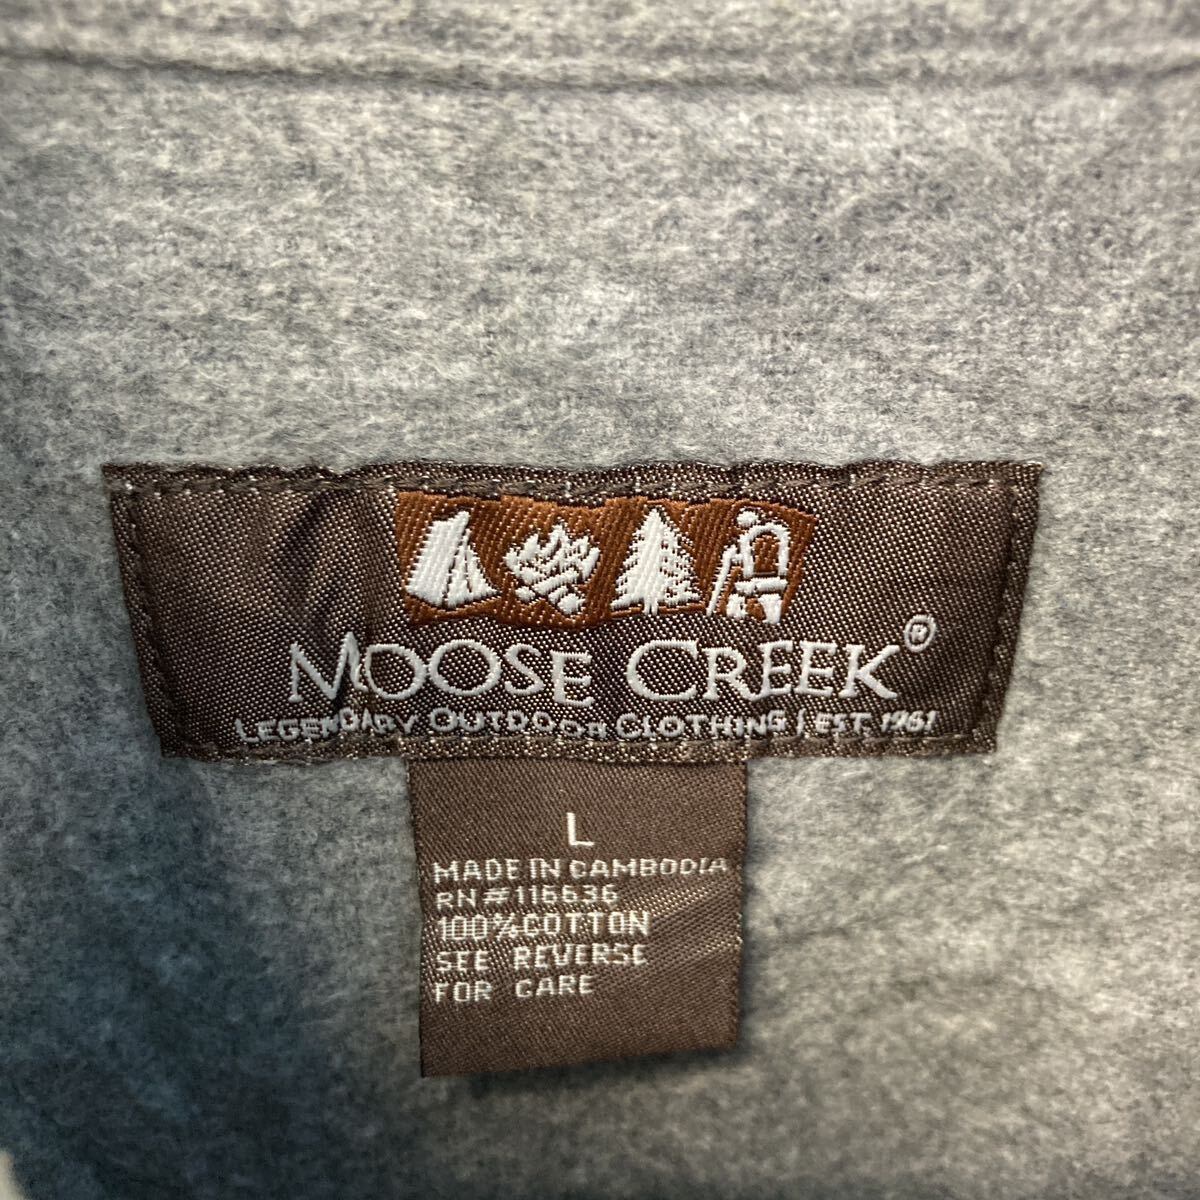 MOOSE CREEK®
LEGENDARY OUTDOOR CLOTHING | EST. 1961
L
MADE IN CAMBODIA
RN#116636
100%COTTON
SEE REVERSE
FOR CARE